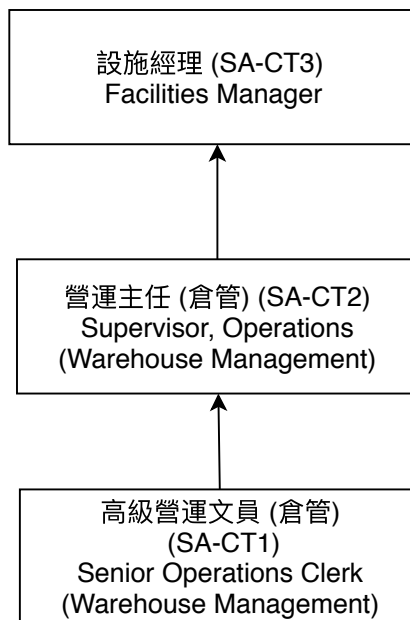 設施經理 (SA-CT3)
Facilities Manager
營運主任 (倉管) (SA-CT2)
Supervisor, Operations
(Warehouse Management)
高級營運文員 (倉管)
(SA-CT1)
Senior Operations Clerk
(Warehouse Management)